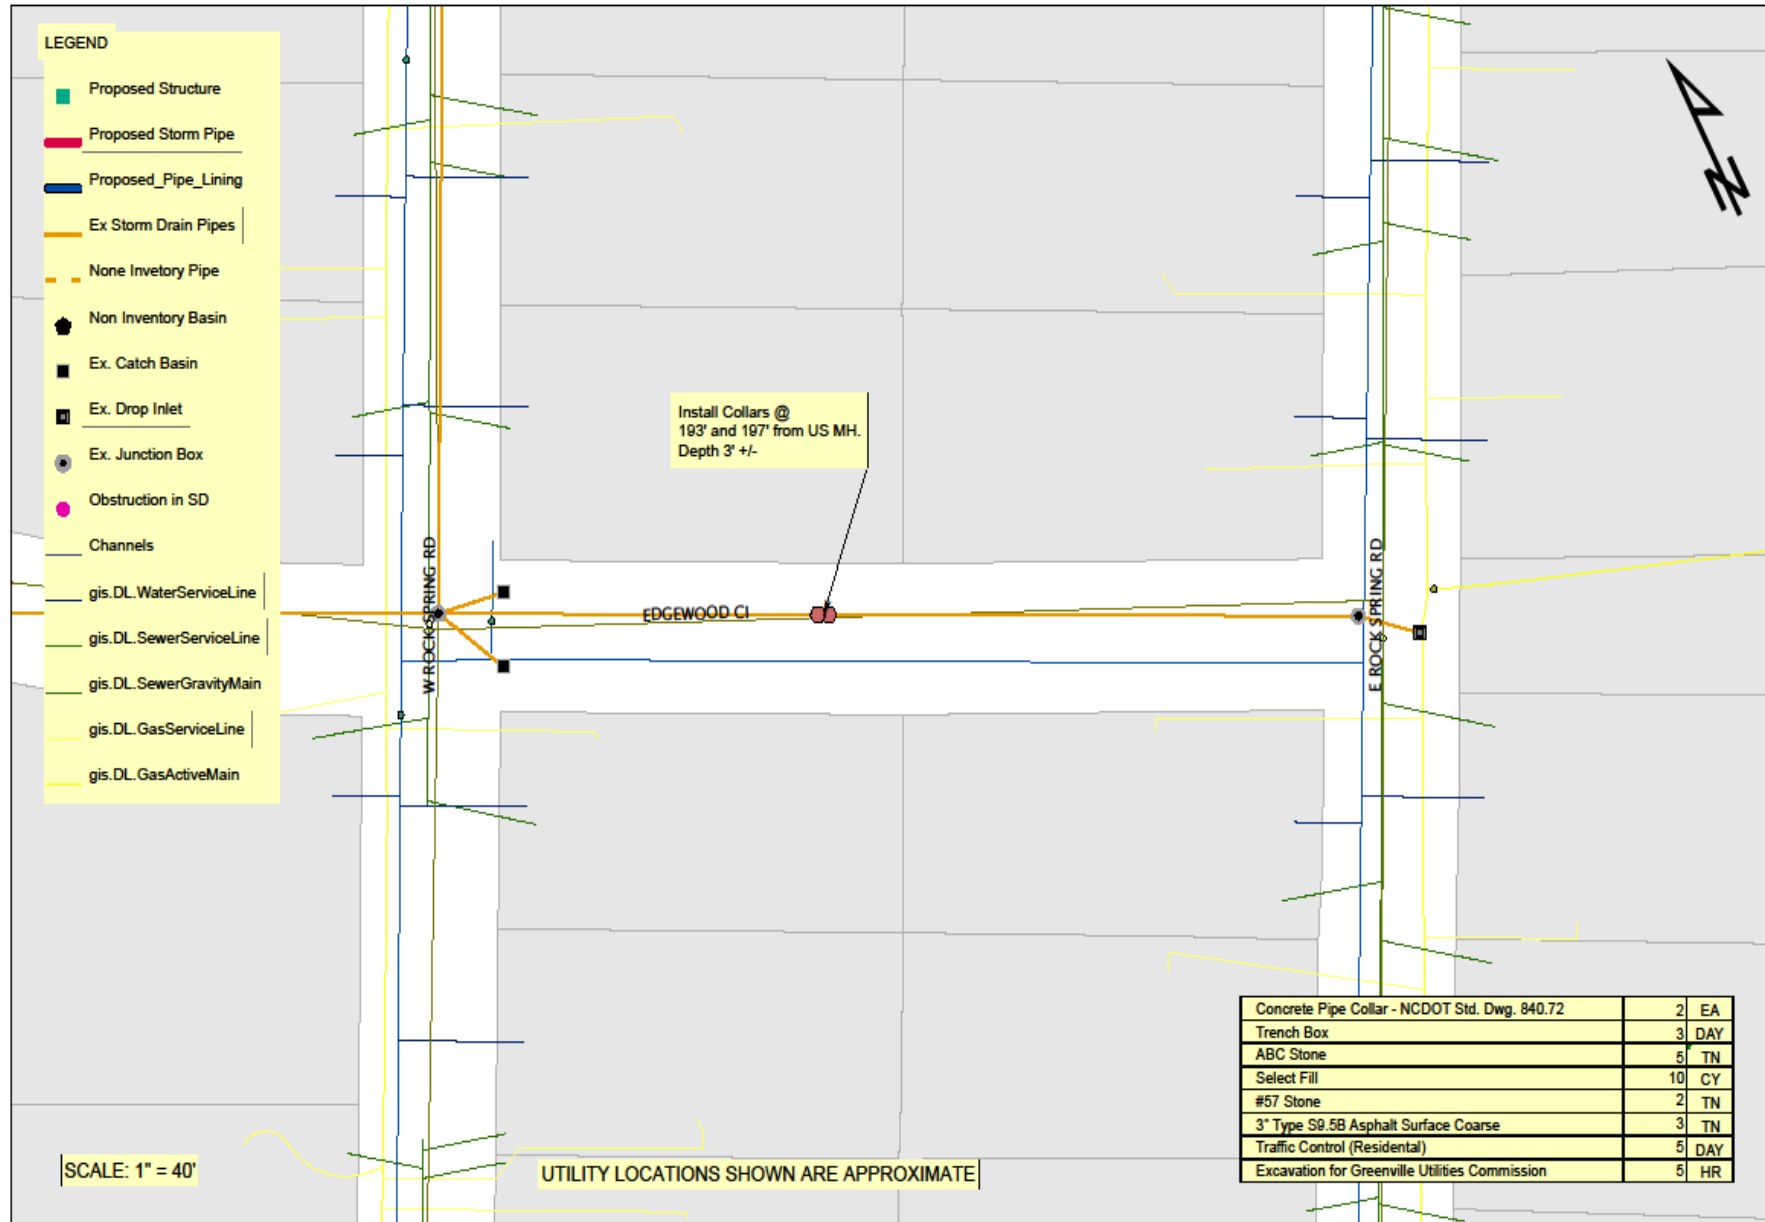 LEGEND
Proposed Structure
Proposed Storm Pipe
Proposed_Pipe_Lining
Ex Storm Drain Pipes
None Invetory Pipe
Non Inventory Basin
Ex. Catch Basin
Ex. Drop Inlet
Ex. Junction Box
Obstruction in SD
Channels
gis.DL.WaterServiceLine
gis.DL.SewerServiceLine
gis.DL.SewerGravityMain
gis.DL.GasServiceLine
gis.DL.GasActiveMain
Install Collars @
193' and 197' from US MH.
Depth 3' +/-
W ROCK SPRING RD
EDGEWOOD CI
E ROCK SPRING RD
N
Concrete Pipe Collar - NCDOT Std. Dwg. 840.72 2 EA
Trench Box 3 DAY
ABC Stone 5 TN
Select Fill 10 CY
#57 Stone 2 TN
3" Type S9.5B Asphalt Surface Coarse 3 TN
Traffic Control (Residental) 5 DAY
Excavation for Greenville Utilities Commission 5 HR
SCALE: 1" = 40'
UTILITY LOCATIONS SHOWN ARE APPROXIMATE